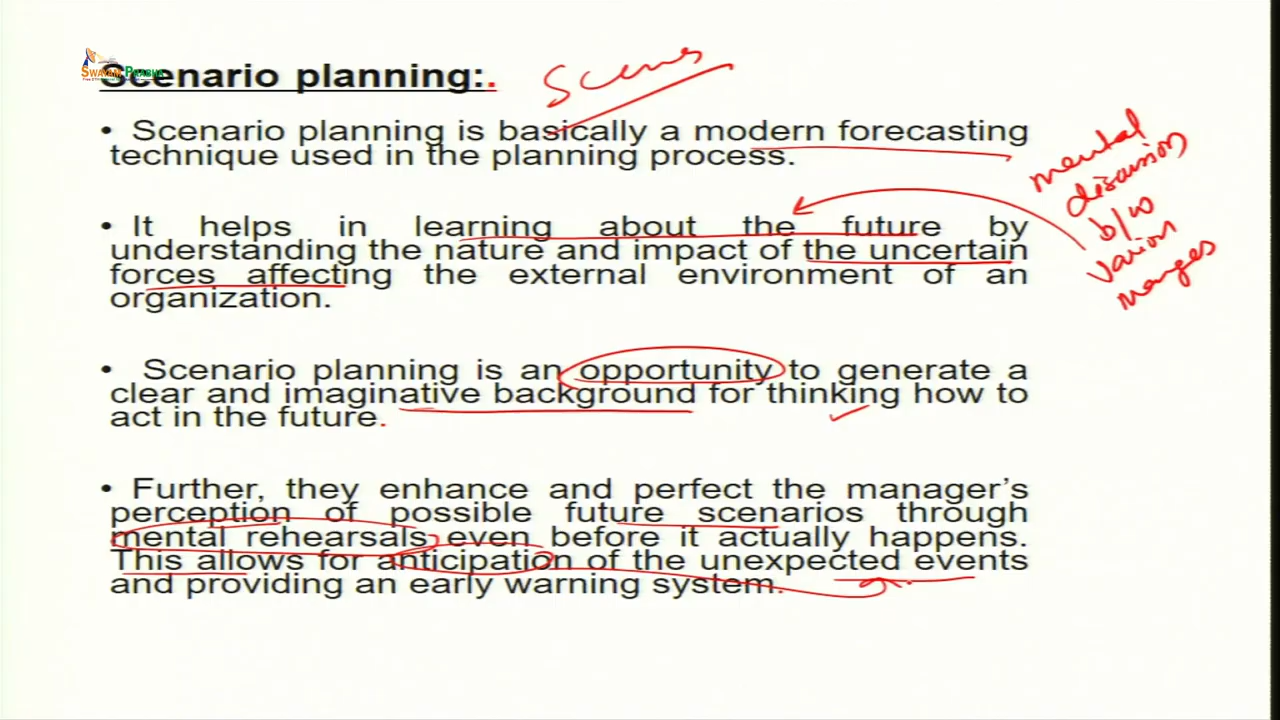 SWAYAM PRABHA
Scenario planning:.
Scenes
• Scenario planning is basically a modern forecasting
technique used in the planning process.
mental
discussion
b/w
various
manges
• It helps in learning about the future by
understanding the nature and impact of the uncertain
forces affecting the external environment of an
organization.
• Scenario planning is an opportunity to generate a
clear and imaginative background for thinking how to
act in the future.
• Further, they enhance and perfect the manager’s
perception of possible future scenarios through
mental rehearsals even before it actually happens.
This allows for anticipation of the unexpected events
and providing an early warning system.